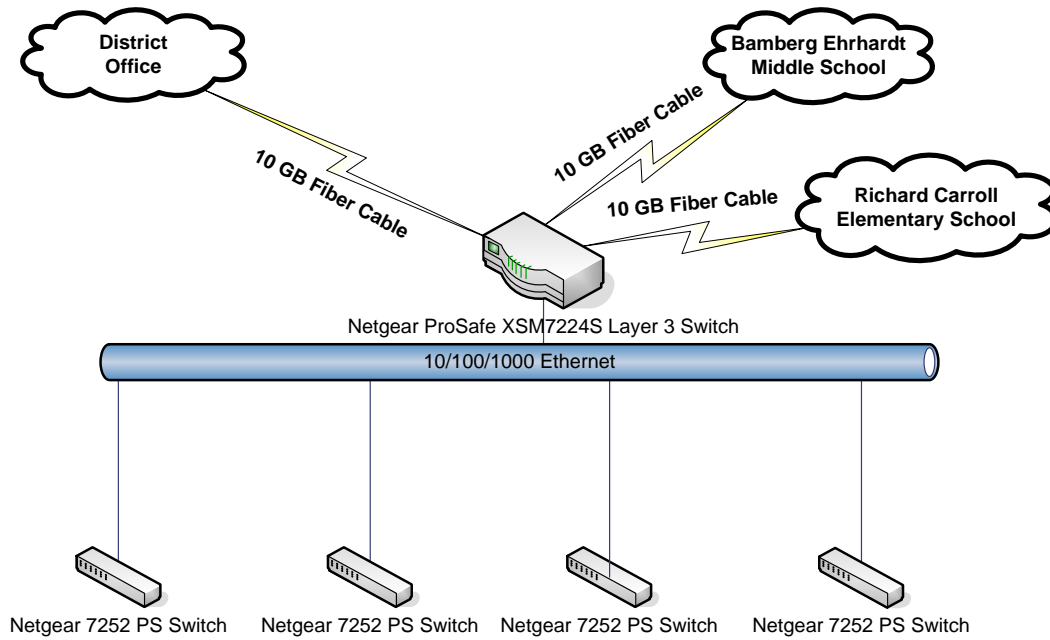 District
Office
Bamberg Ehrhardt
Middle School
10 GB Fiber Cable
10 GB Fiber Cable
10 GB Fiber Cable
Richard Carroll
Elementary School
Netgear ProSafe XSM7224S Layer 3 Switch
10/100/1000 Ethernet
Netgear 7252 PS Switch
Netgear 7252 PS Switch
Netgear 7252 PS Switch
Netgear 7252 PS Switch